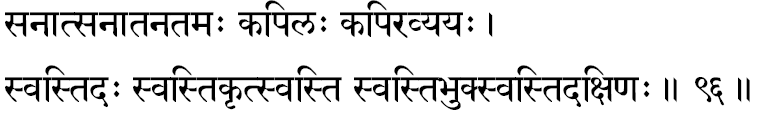 सनात्सनातनतमः कपिलः कपिरव्ययः ।
स्वस्तिदः स्वस्तिकृत्स्वस्ति स्वस्तिभुक्स्वस्तिदक्षिणः ॥ ९६ ॥